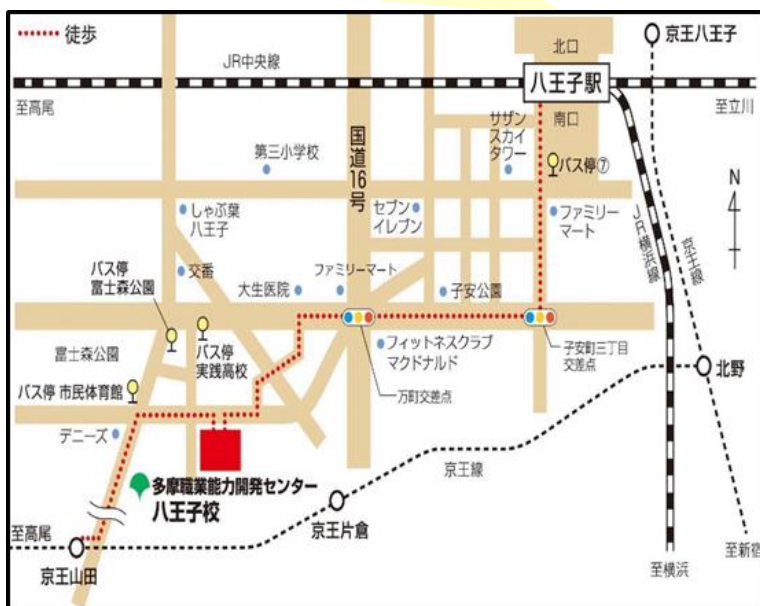 徒歩
京王八王子
北口
JR中央線
八王子駅
至高尾
至立川
南口
サザン
スカイ
タワー
国道16号
第三小学校
バス停⑦
N
しゃぶ葉
八王子
セブン
イレブン
ファミリー
マート
JR横浜線
京王線
バス停
富士森公園
交番
大生医院
ファミリーマート
子安公園
富士森公園
バス停
実践高校
フィットネスクラブ
マクドナルド
子安町三丁目
交差点
北野
バス停 市民体育館
万町交差点
デニーズ
京王線
多摩職業能力開発センター
八王子校
京王片倉
至高尾
京王山田
至横浜
至新宿